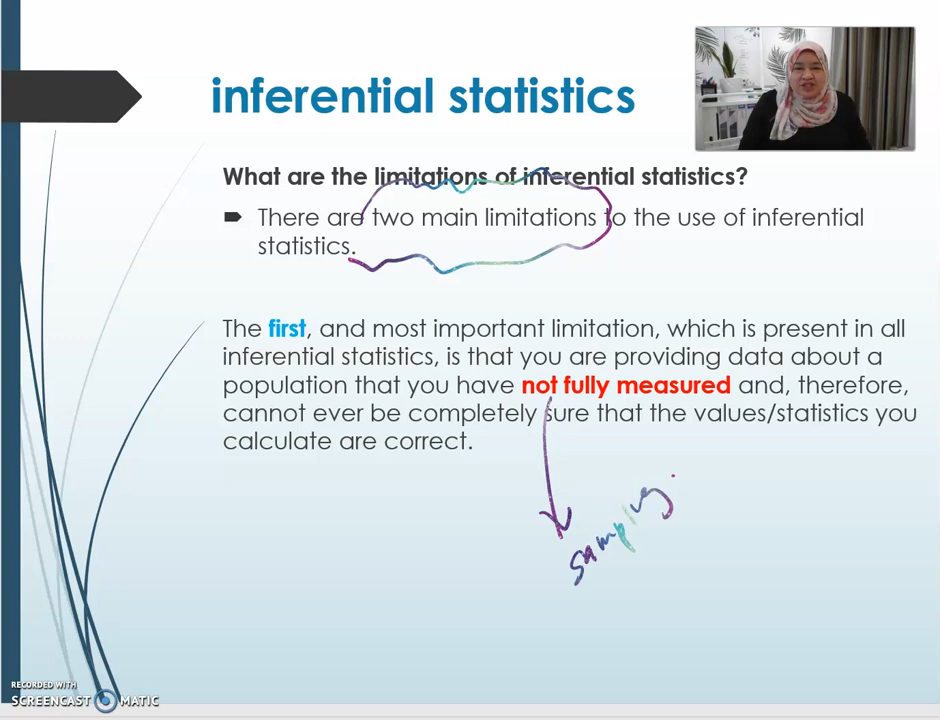 inferential statistics
What are the limitations of inferential statistics?
There are two main limitations to the use of inferential
statistics.
The first, and most important limitation, which is present in all
inferential statistics, is that you are providing data about a
population that you have not fully measured and, therefore,
cannot ever be completely sure that the values/statistics you
calculate are correct.
RECORDED WITH
SCREENCAST MATIC